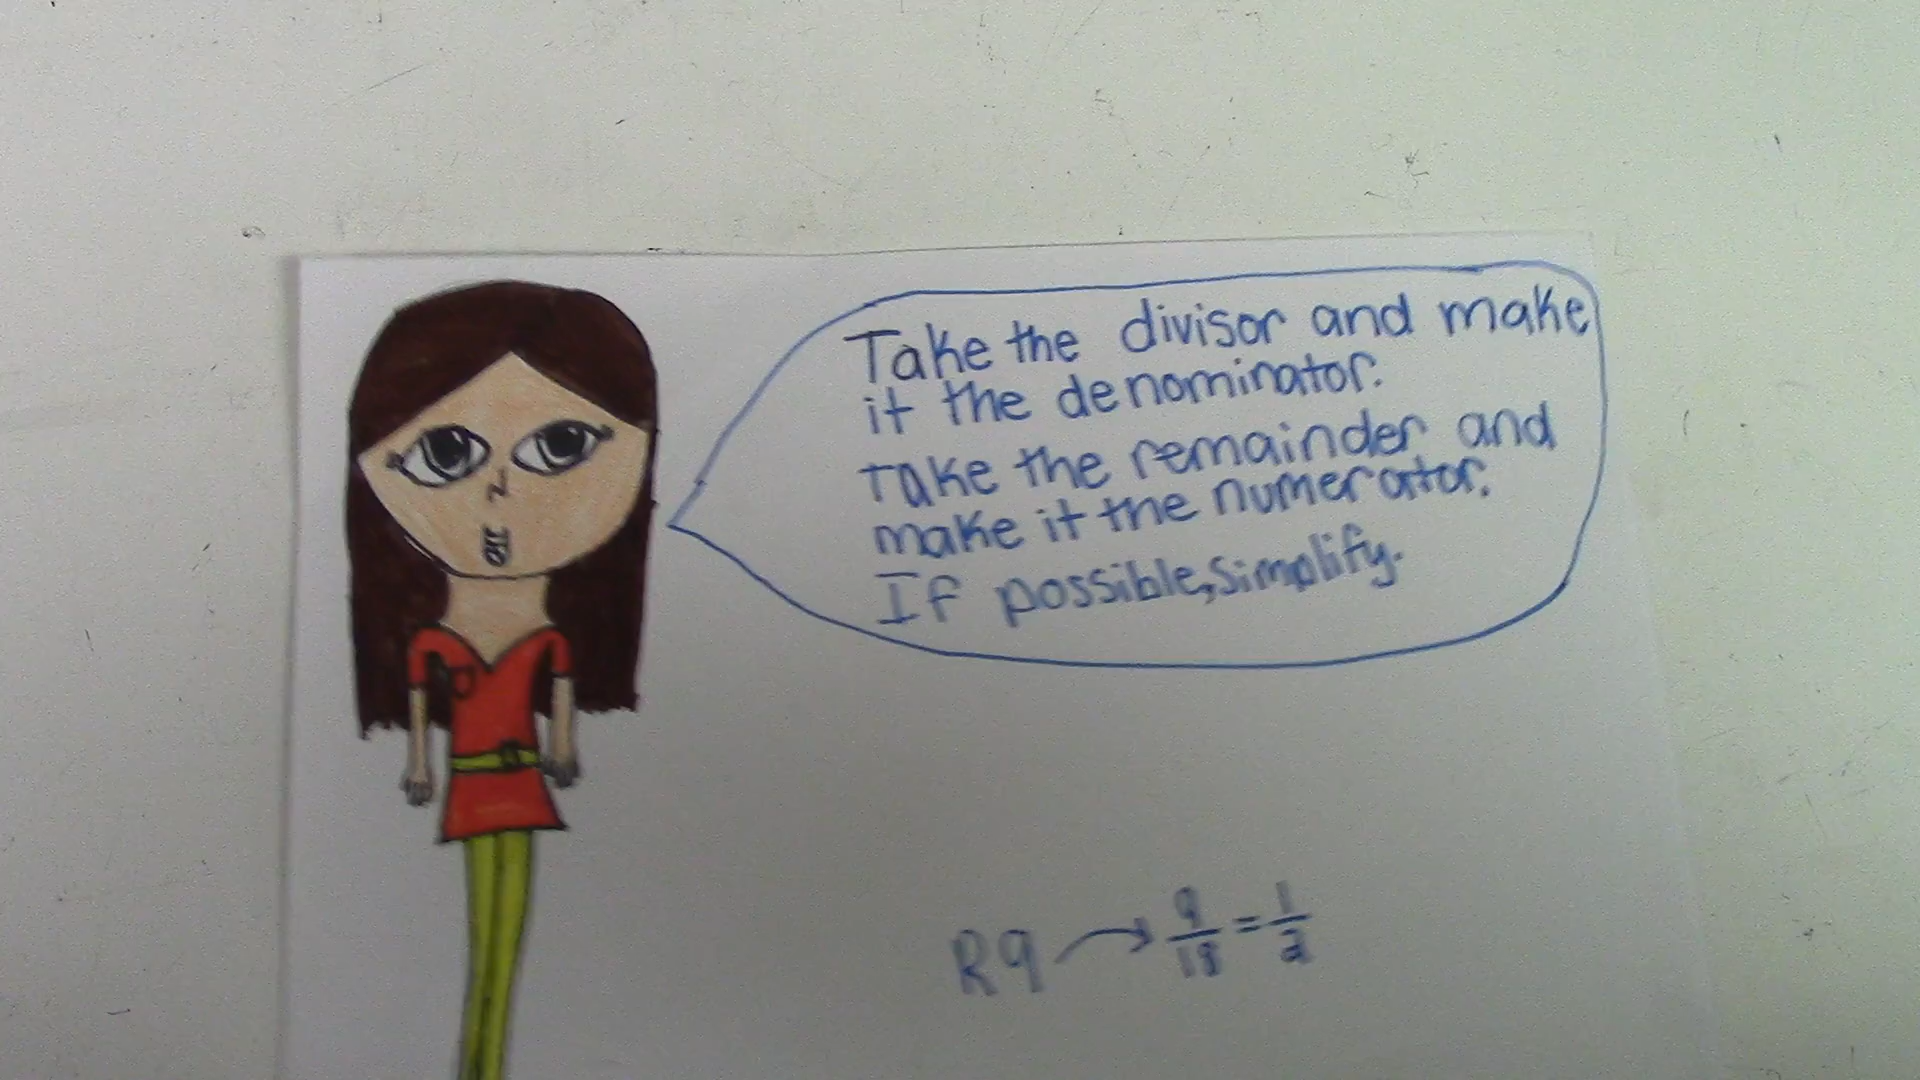 Take the divisor and make
it the denominator.
Take the remainder and
make it the numerator.
If possible, simplify.
R9 → 9/18 = 1/2